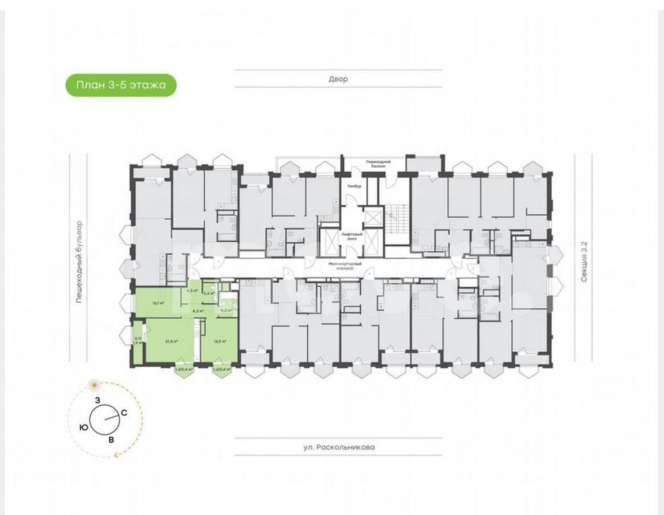 План 3-5 этажа
Двор
Переходной
балкон
Тамбур
Лифтовый
холл
Межквартирный
коридор
Пешеходный бульвар
Секция 3.2
ул. Раскольникова
З
С
Ю
В